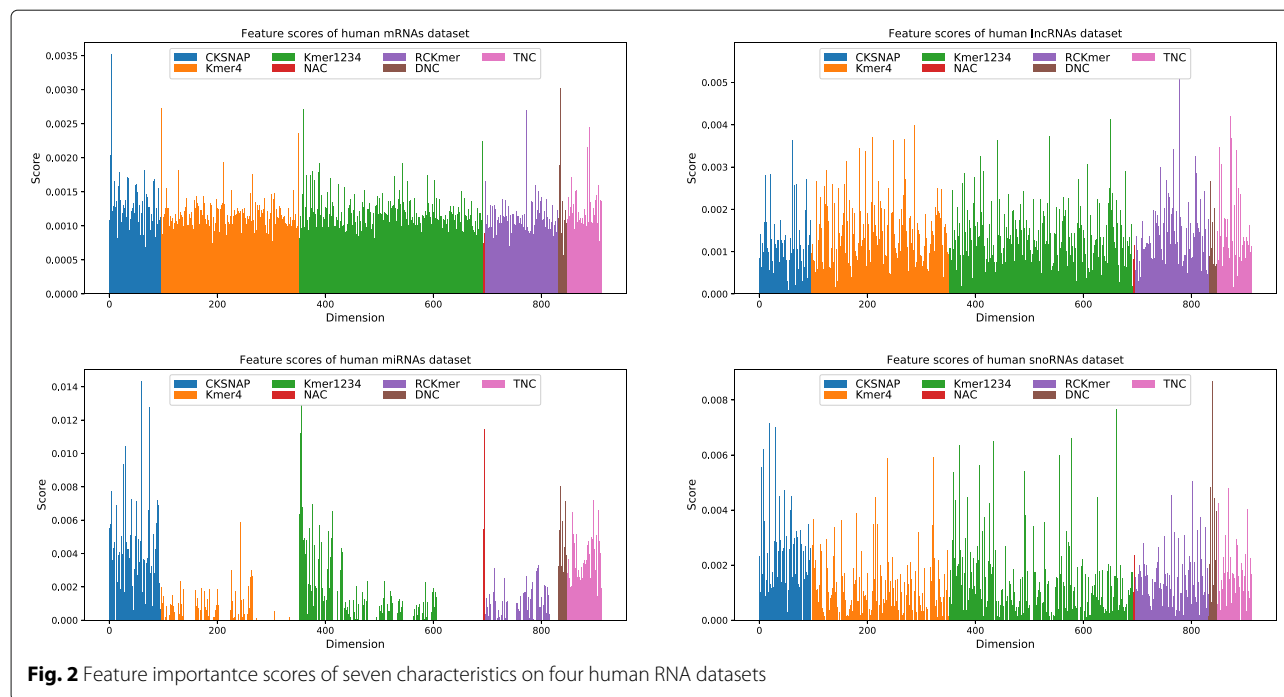 Feature scores of human mRNAs dataset
CKSNAP Kmer1234 RCKmer TNC
Kmer4 NAC DNC
Score
0.0035
0.0030
0.0025
0.0020
0.0015
0.0010
0.0005
0.0000
0 200 400 600 800
Dimension
Feature scores of human lncRNAs dataset
CKSNAP Kmer1234 RCKmer TNC
Kmer4 NAC DNC
Score
0.005
0.004
0.003
0.002
0.001
0.000
0 200 400 600 800
Dimension
Feature scores of human miRNAs dataset
CKSNAP Kmer1234 RCKmer TNC
Kmer4 NAC DNC
Score
0.014
0.012
0.010
0.008
0.006
0.004
0.002
0.000
0 200 400 600 800
Dimension
Feature scores of human snoRNAs dataset
CKSNAP Kmer1234 RCKmer TNC
Kmer4 NAC DNC
Score
0.008
0.006
0.004
0.002
0.000
0 200 400 600 800
Dimension
Fig. 2 Feature importantce scores of seven characteristics on four human RNA datasets